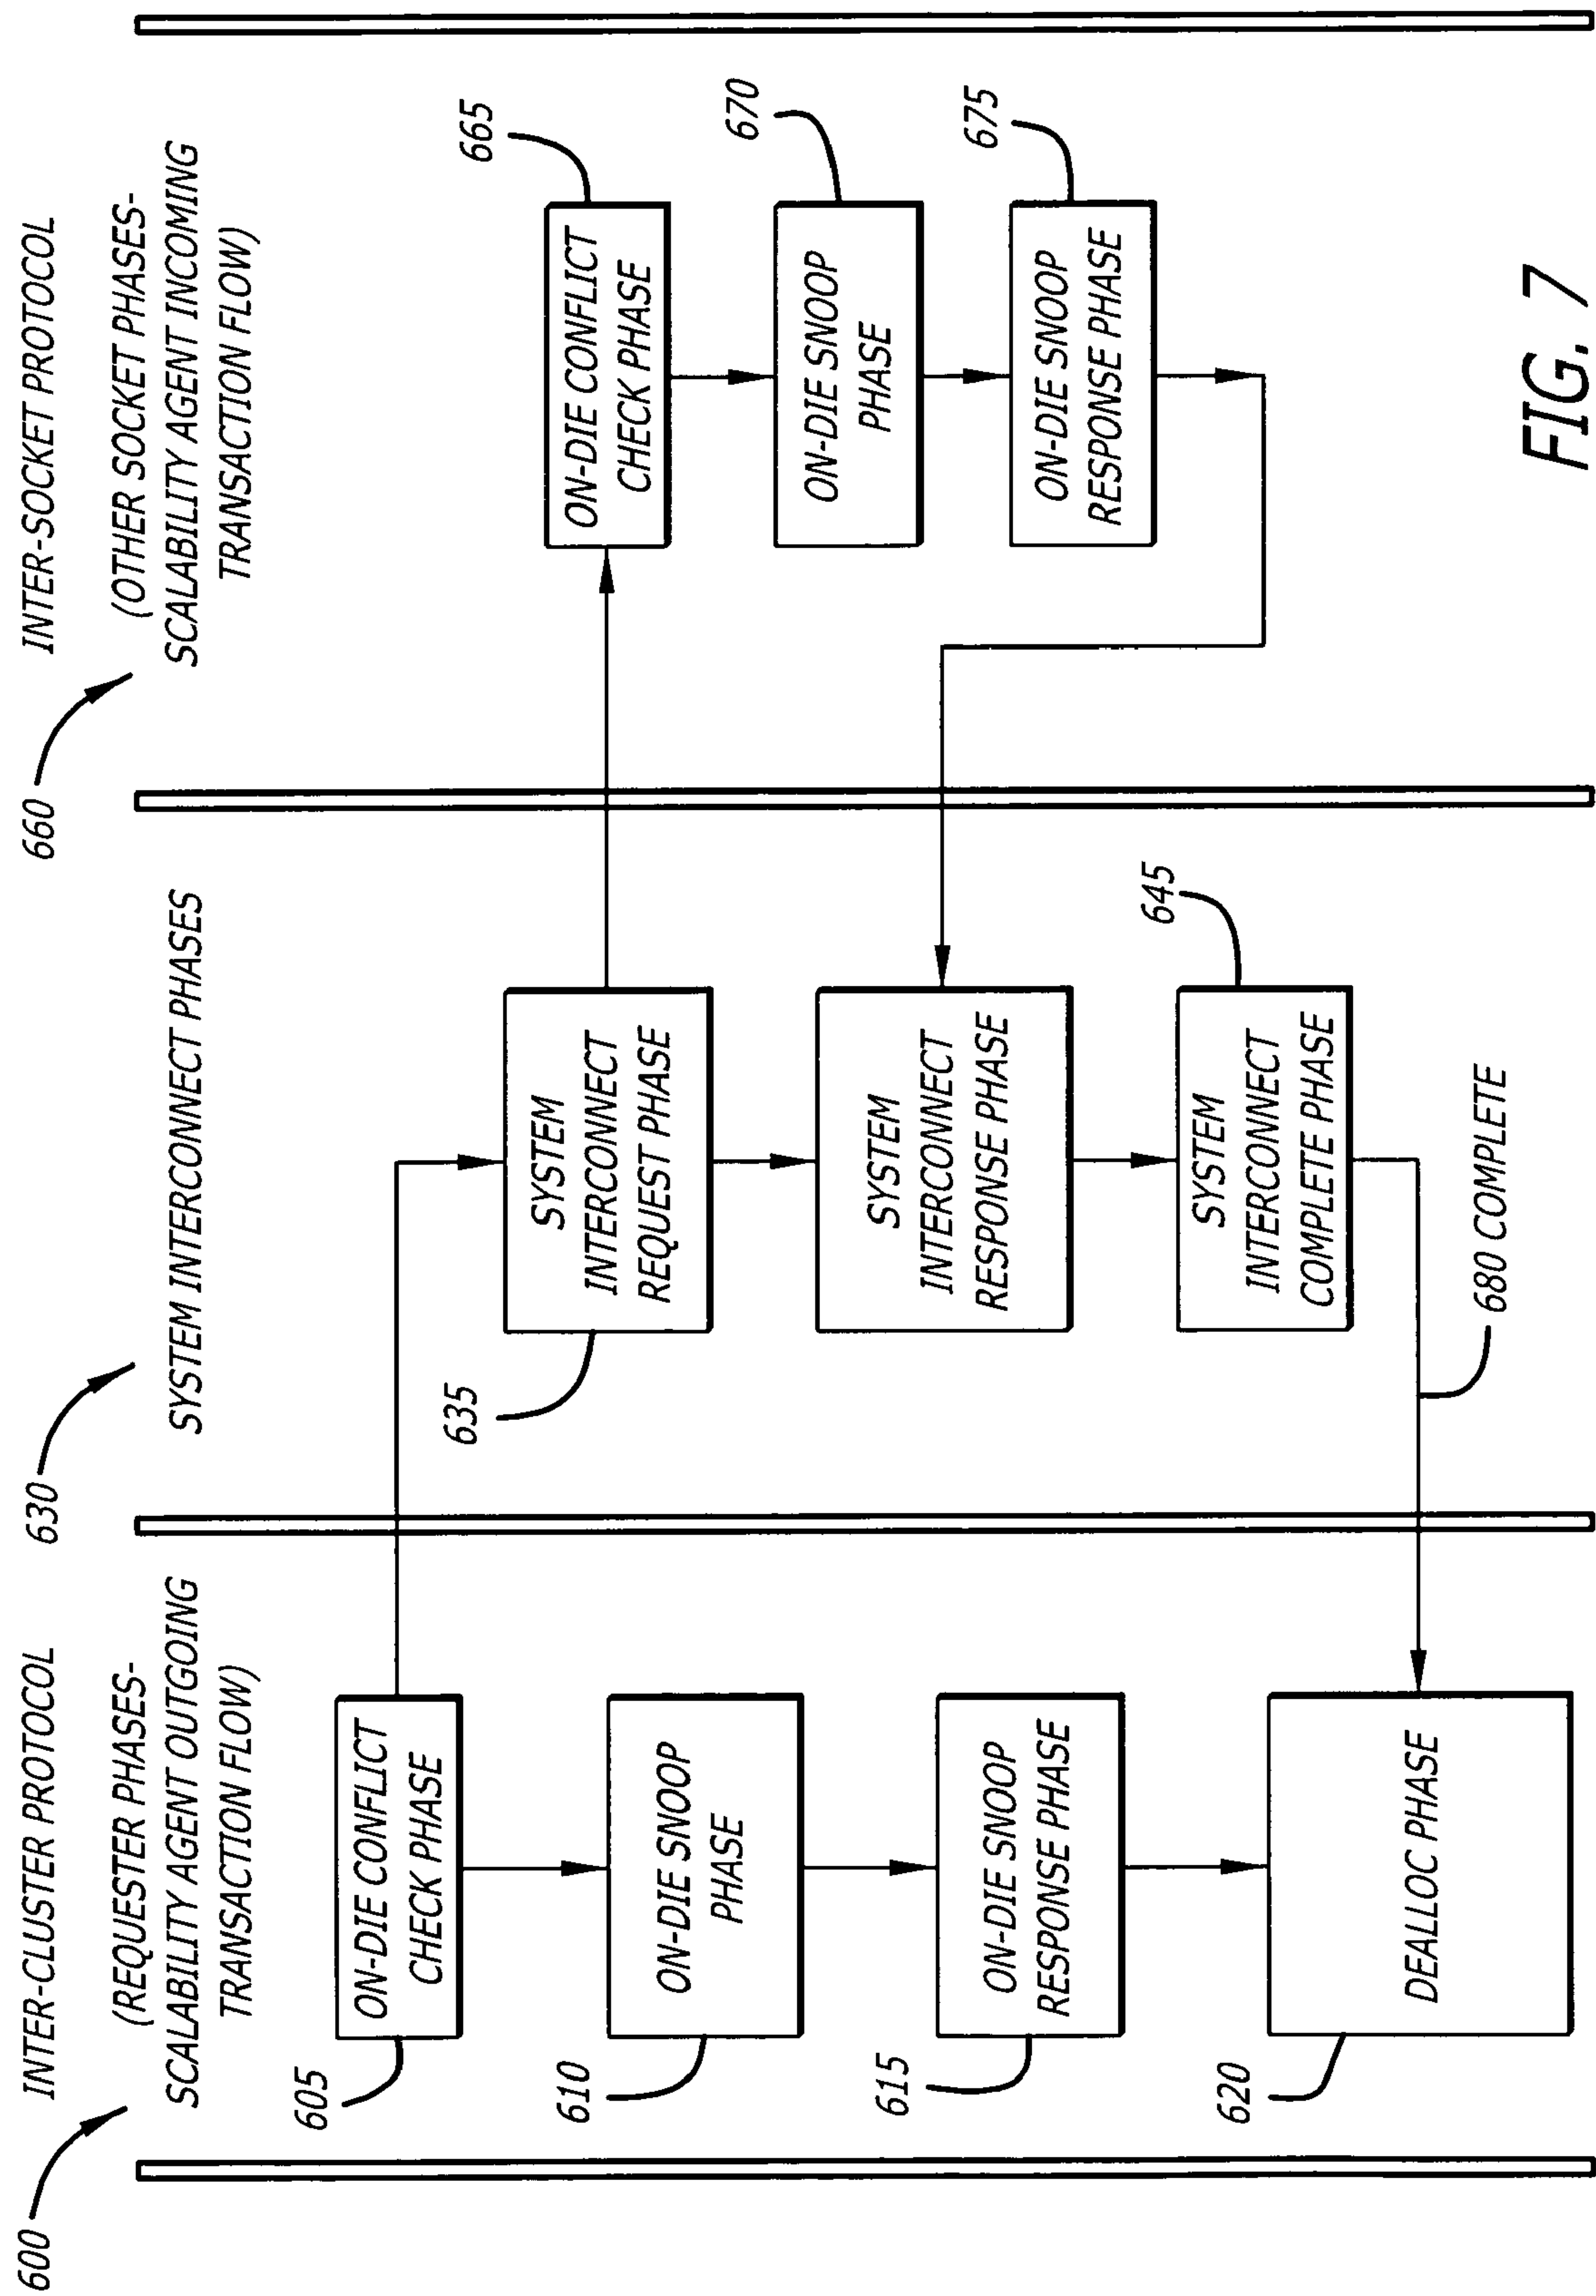 600
INTER-CLUSTER PROTOCOL
(REQUESTER PHASES-
SCALABILITY AGENT OUTGOING
TRANSACTION FLOW)
605
ON-DIE CONFLICT
CHECK PHASE
610
ON-DIE SNOOP
PHASE
615
ON-DIE SNOOP
RESPONSE PHASE
620
DEALLOC PHASE
630
SYSTEM INTERCONNECT PHASES
635
SYSTEM
INTERCONNECT
REQUEST PHASE
SYSTEM
INTERCONNECT
RESPONSE PHASE
645
SYSTEM
INTERCONNECT
COMPLETE PHASE
680 COMPLETE
660
INTER-SOCKET PROTOCOL
(OTHER SOCKET PHASES-
SCALABILITY AGENT INCOMING
TRANSACTION FLOW)
665
ON-DIE CONFLICT
CHECK PHASE
670
ON-DIE SNOOP
PHASE
675
ON-DIE SNOOP
RESPONSE PHASE
FIG. 7